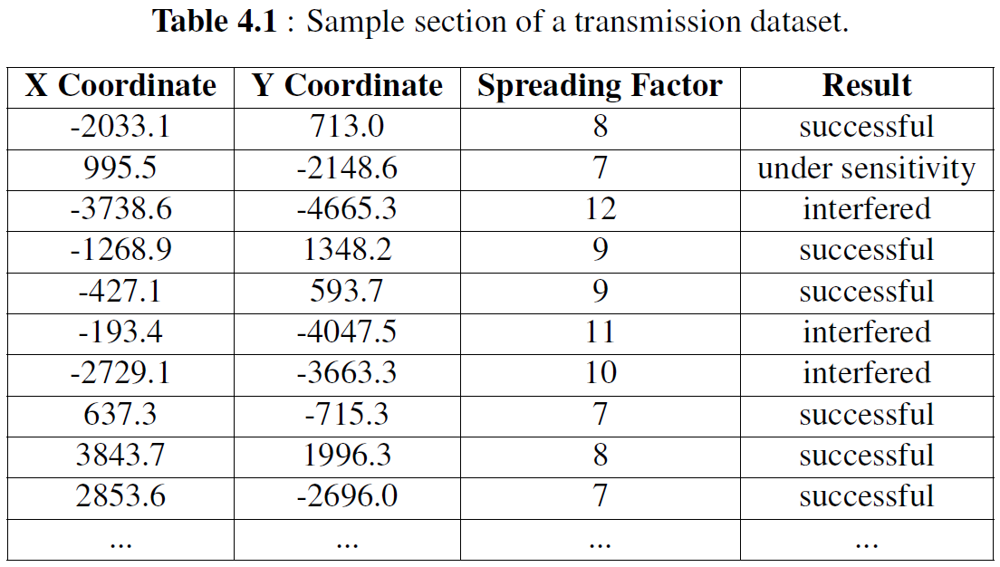 Table 4.1 : Sample section of a transmission dataset.
X Coordinate Y Coordinate Spreading Factor Result
-2033.1 713.0 8 successful
995.5 -2148.6 7 under sensitivity
-3738.6 -4665.3 12 interfered
-1268.9 1348.2 9 successful
-427.1 593.7 9 successful
-193.4 -4047.5 11 interfered
-2729.1 -3663.3 10 interfered
637.3 -715.3 7 successful
3843.7 1996.3 8 successful
2853.6 -2696.0 7 successful
... ... ... ...